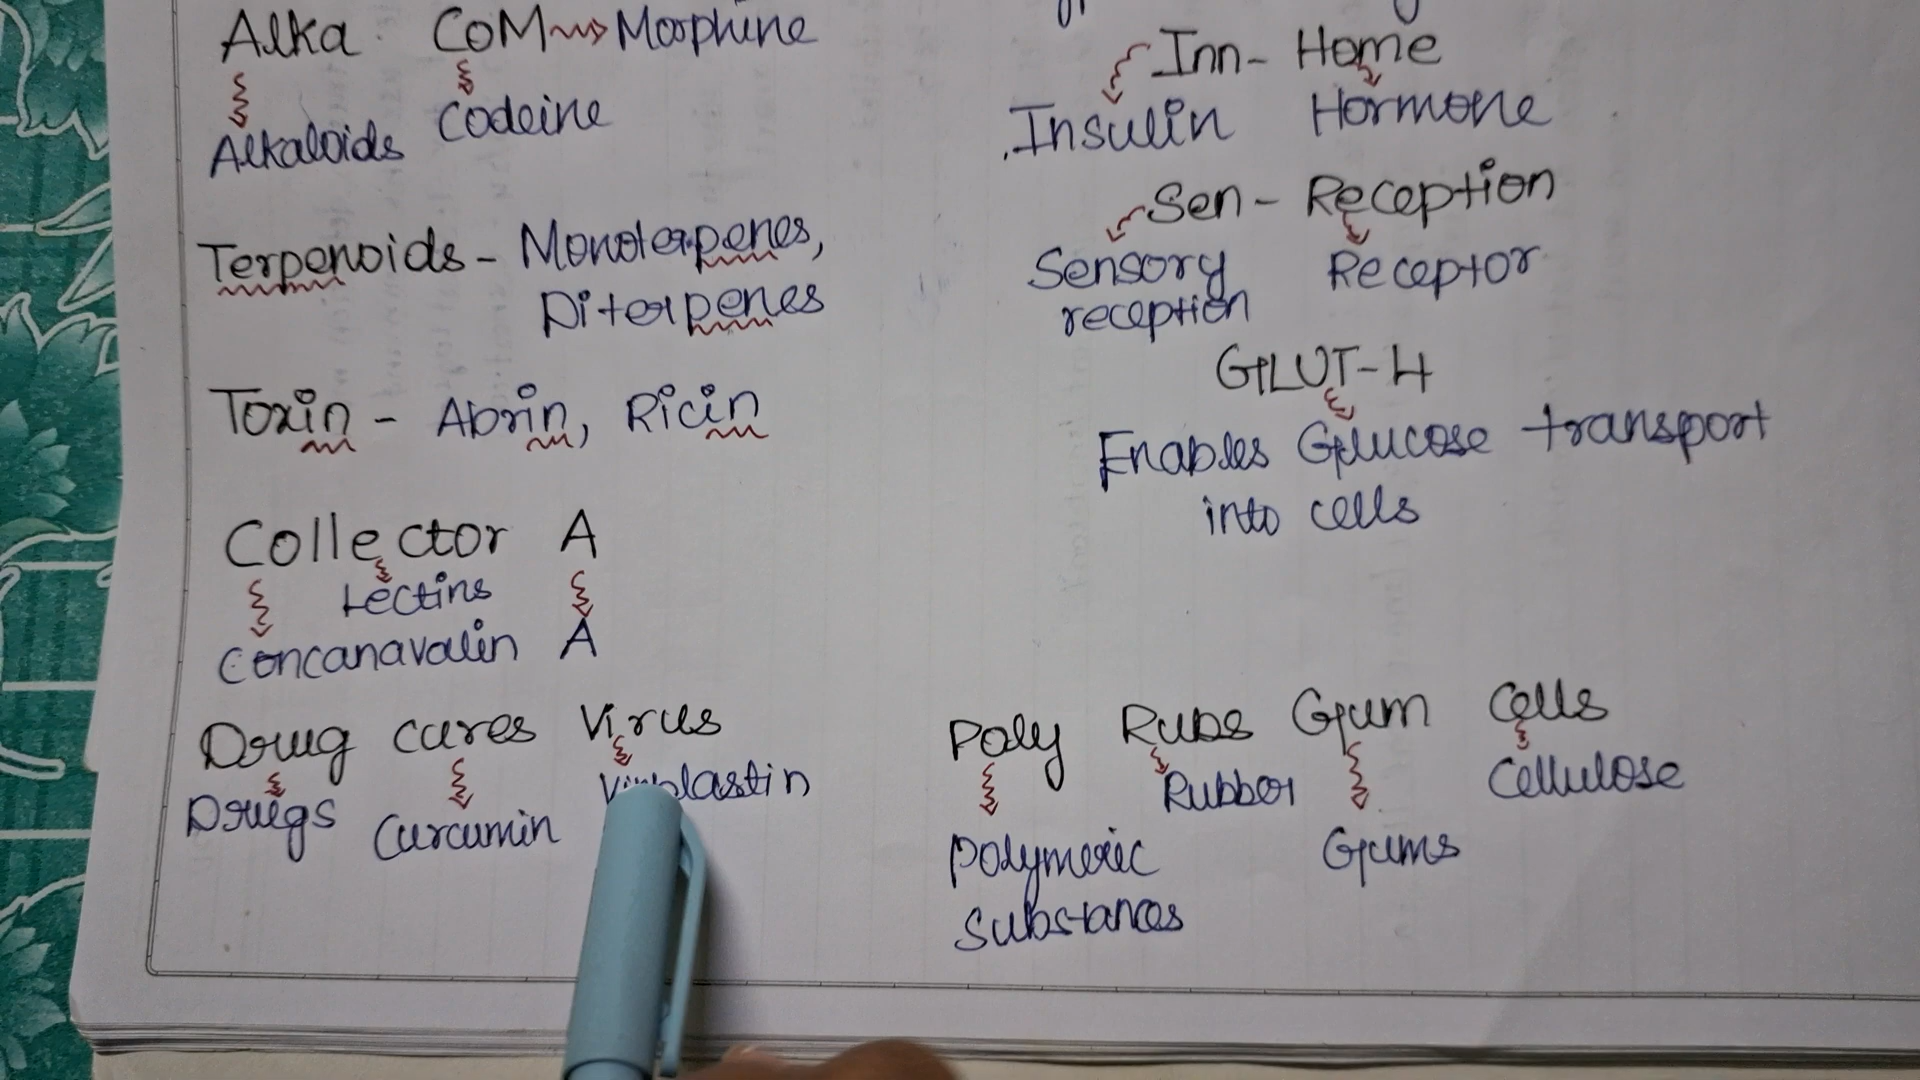 Alka CoM Morphine
Alkaloids Codeine
Terpenoids - Monoterpenes,
Diterpenes
Toxin - Abrin, Ricin
Collector A
Lectins
Concanavalin A
Drug cures Virus
Drugs Curcumin Vinblastin
Inn - Home
Insulin Hormone
Sen - Reception
Sensory Receptor
reception
GLUT-4
Enables Glucose transport
into cells
Poly Rubs Gum Cells
Rubber Cellulose
Polymeric Gums
Substances